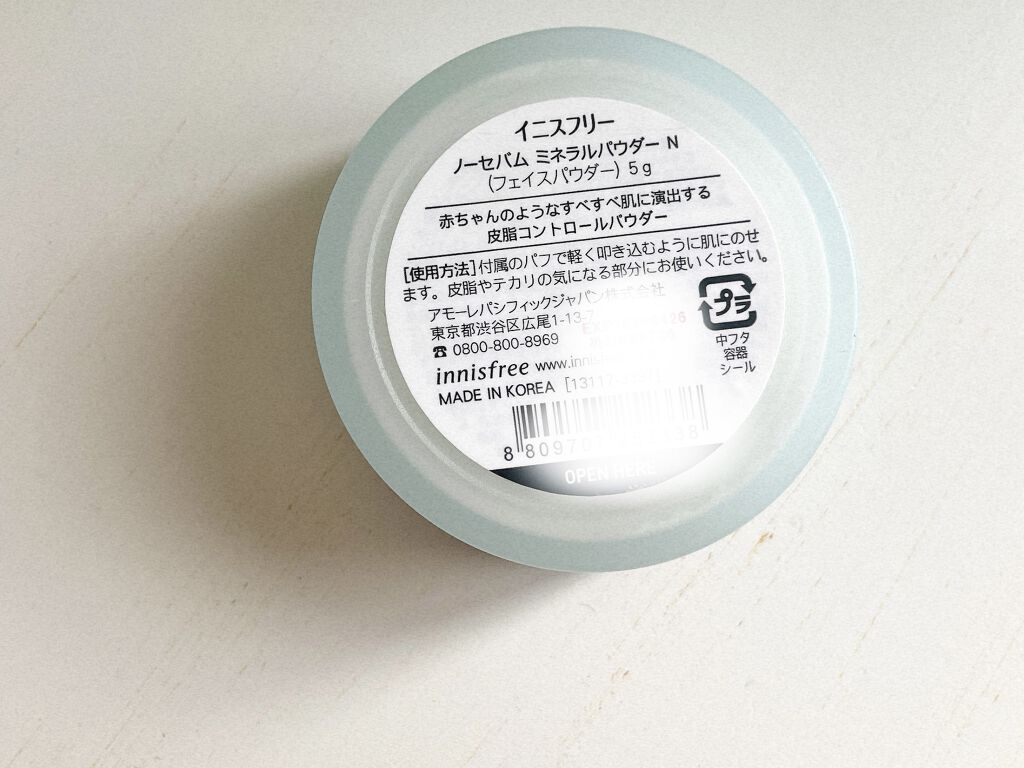 イニスフリー
ノーセバム ミネラルパウダー N
(フェイスパウダー) 5g
赤ちゃんのようなすべすべ肌に演出する
皮脂コントロールパウダー
[使用方法]付属のパフで軽く叩き込むように肌にのせ
ます。皮脂やテカリの気になる部分にお使いください。
アモーレパシフィックジャパン株式会社
東京都渋谷区広尾1-13-7
☎ 0800-800-8969
innisfree www.inni
MADE IN KOREA
OPEN HERE
プラ
中フタ
容器
シール